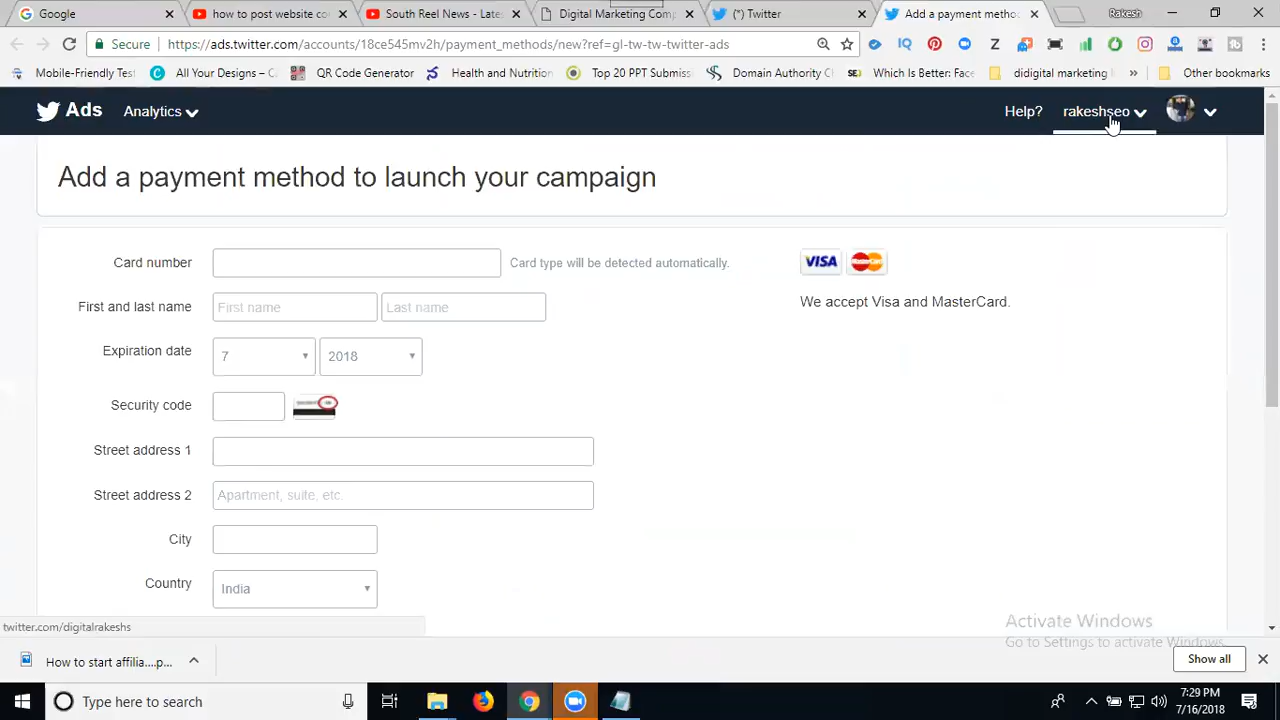 Google
how to post website co
South Reel News - Late
Digital Marketing Comp
(*) Twitter
Add a payment metho
Rakesh
Secure
https://ads.twitter.com/accounts/18ce545mv2h/payment_methods/new?ref=gl-tw-tw-twitter-ads
Mobile-Friendly Test
All Your Designs – Ca
QR Code Generator
Health and Nutrition
Top 20 PPT Submiss
Domain Authority Ch
Which Is Better: Face
didigital marketing
»
Other bookmarks
Ads
Analytics
Help?
rakeshseo
Add a payment method to launch your campaign
Card number
Card type will be detected automatically.
VISA
MasterCard
First and last name
First name
Last name
We accept Visa and MasterCard.
Expiration date
7
2018
Security code
Street address 1
Street address 2
Apartment, suite, etc.
City
Country
India
twitter.com/digitalrakeshs
Activate Windows
Go to Settings to activate Windows.
How to start affilia....p...
Show all
Type here to search
7:29 PM
7/16/2018